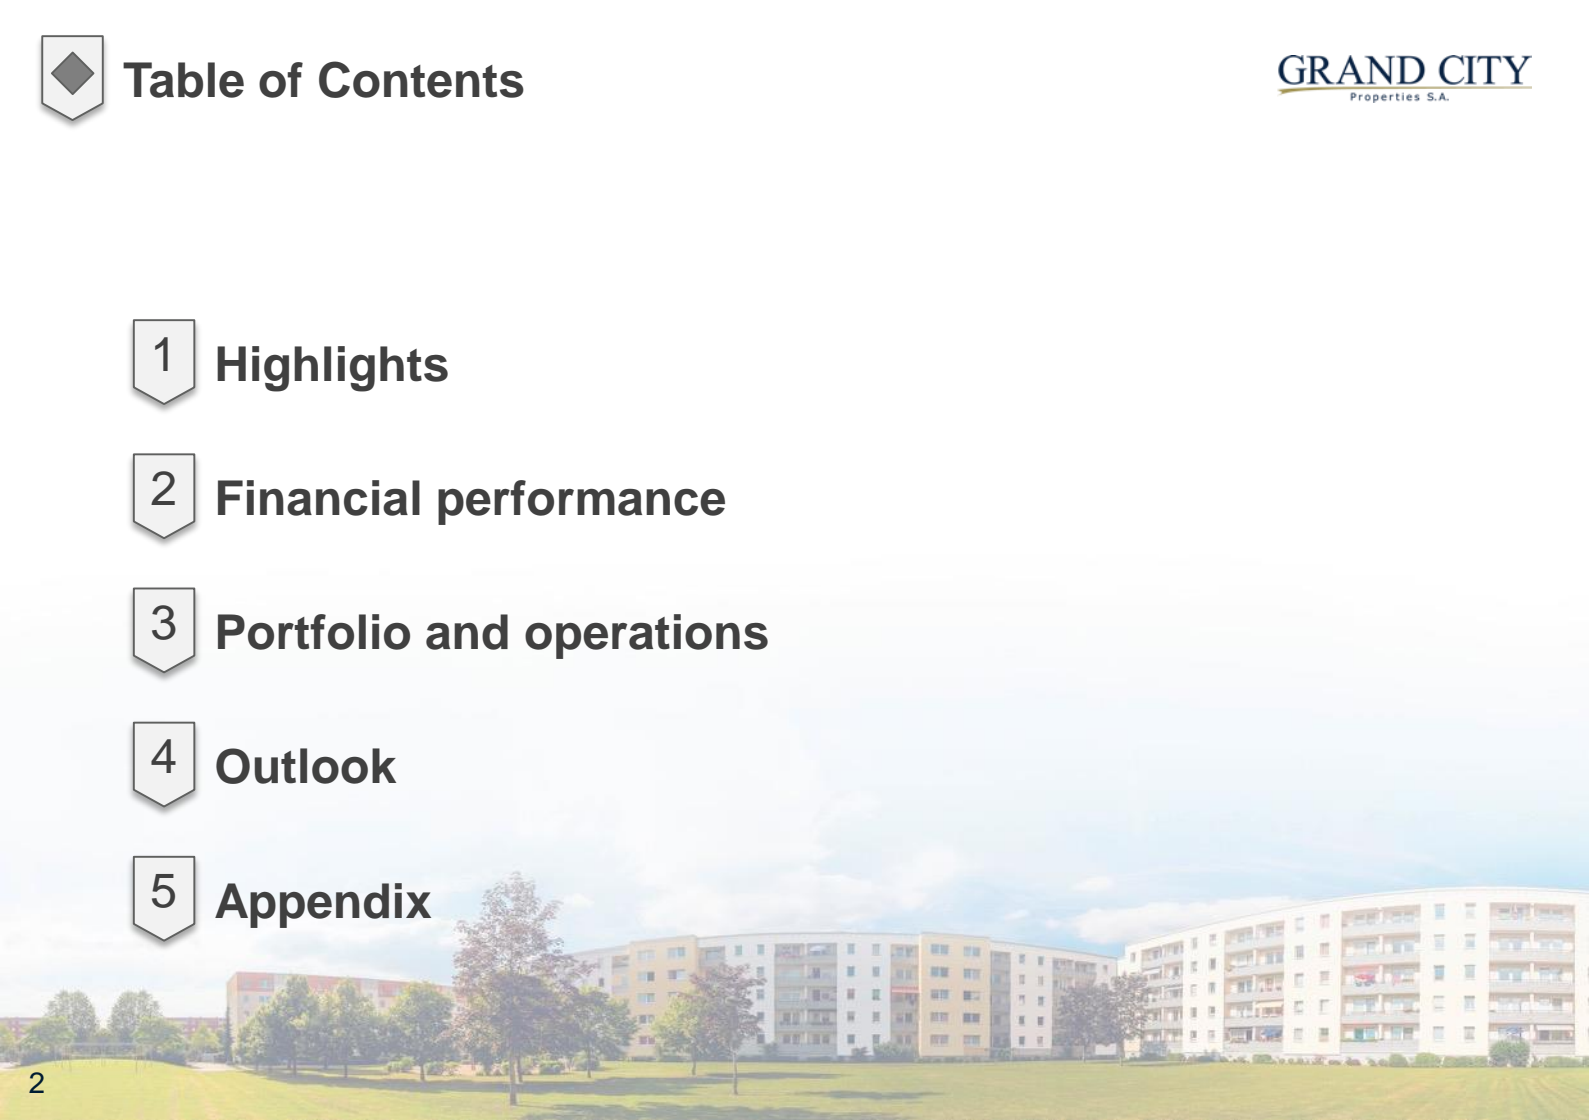 Table of Contents
GRAND CITY
Properties S.A.
1 Highlights
2 Financial performance
3 Portfolio and operations
4 Outlook
5 Appendix
2